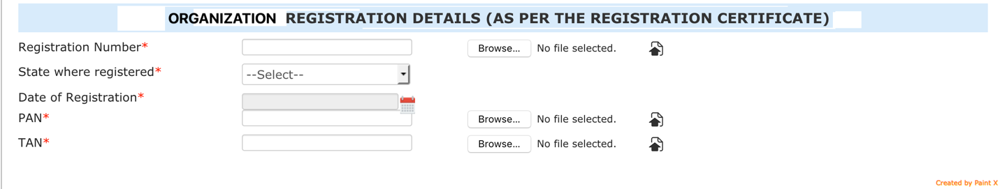 ORGANIZATION REGISTRATION DETAILS (AS PER THE REGISTRATION CERTIFICATE)
Registration Number* Browse... No file selected.
State where registered* --Select--
Date of Registration*
PAN* Browse... No file selected.
TAN* Browse... No file selected.
Created by Paint X